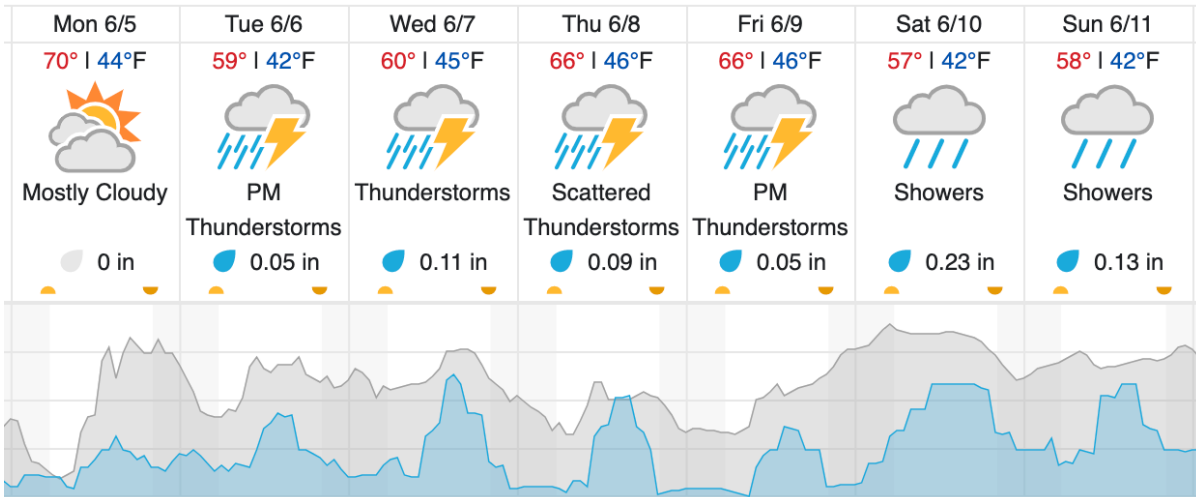 Mon 6/5 Tue 6/6 Wed 6/7 Thu 6/8 Fri 6/9 Sat 6/10 Sun 6/11
70° | 44°F 59° | 42°F 60° | 45°F 66° | 46°F 66° | 46°F 57° | 42°F 58° | 42°F
Mostly Cloudy PM Thunderstorms Scattered PM Showers Showers
Thunderstorms Thunderstorms Thunderstorms
0 in 0.05 in 0.11 in 0.09 in 0.05 in 0.23 in 0.13 in